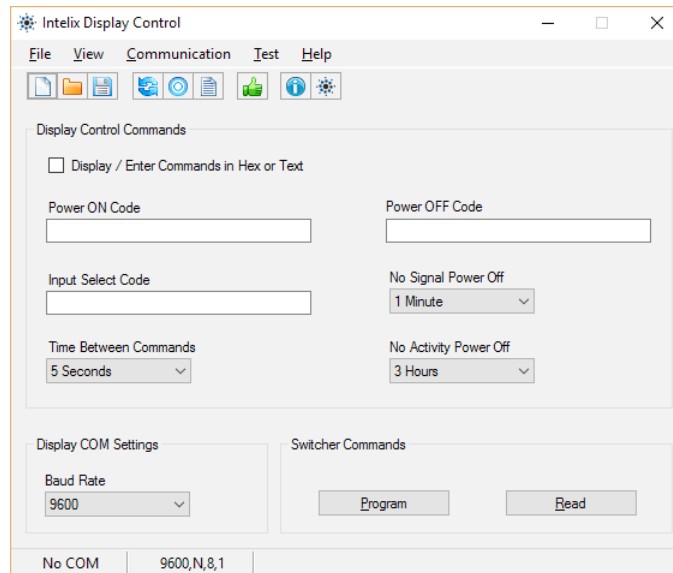 Intelix Display Control
File View Communication Test Help
Display Control Commands
Display / Enter Commands in Hex or Text
Power ON Code
Power OFF Code
Input Select Code
No Signal Power Off
1 Minute
Time Between Commands
No Activity Power Off
5 Seconds
3 Hours
Display COM Settings
Switcher Commands
Baud Rate
9600
Program
Read
No COM
9600,N,8,1